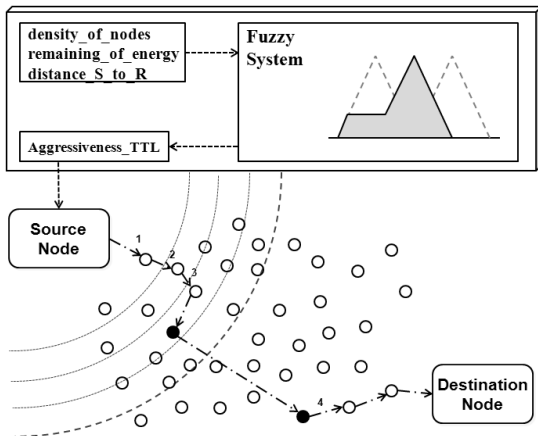 density_of_nodes
remaining_of_energy
distance_S_to_R
Fuzzy
System
Aggressiveness_TTL
Source
Node
1
2
3
4
Destination
Node